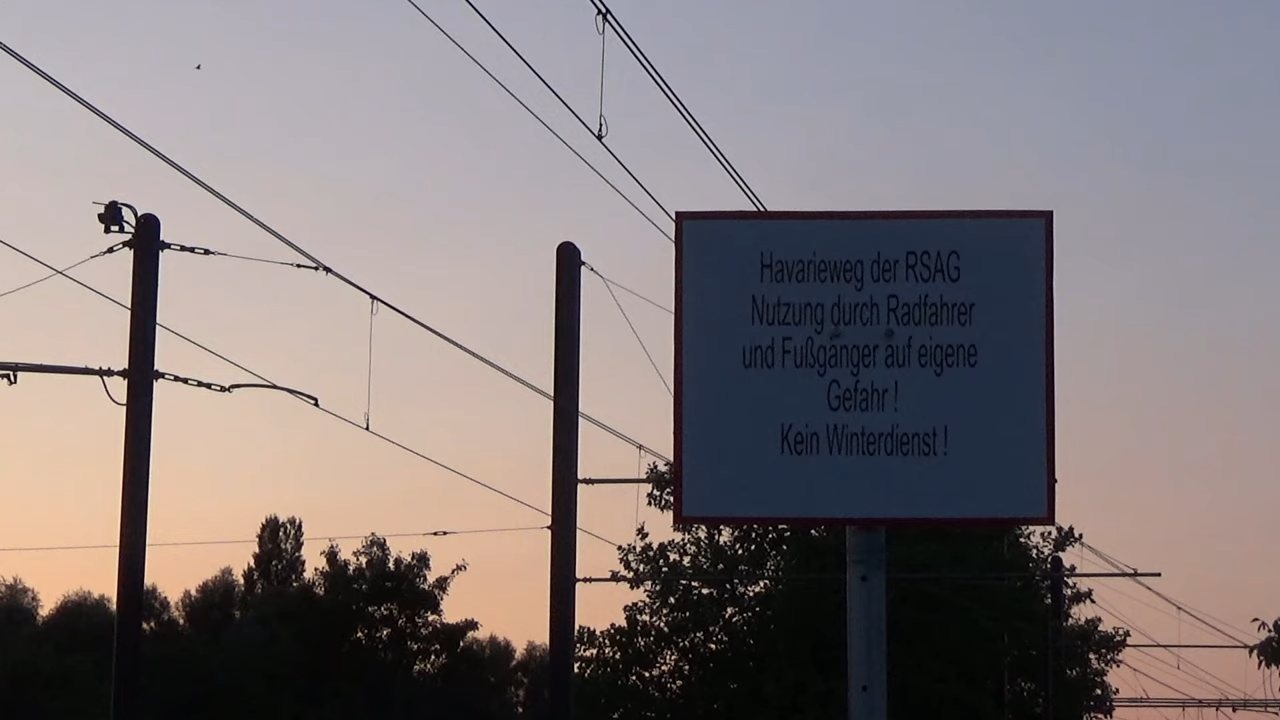 Havarieweg der RSAG
Nutzung durch Radfahrer
und Fußgänger auf eigene
Gefahr !
Kein Winterdienst !